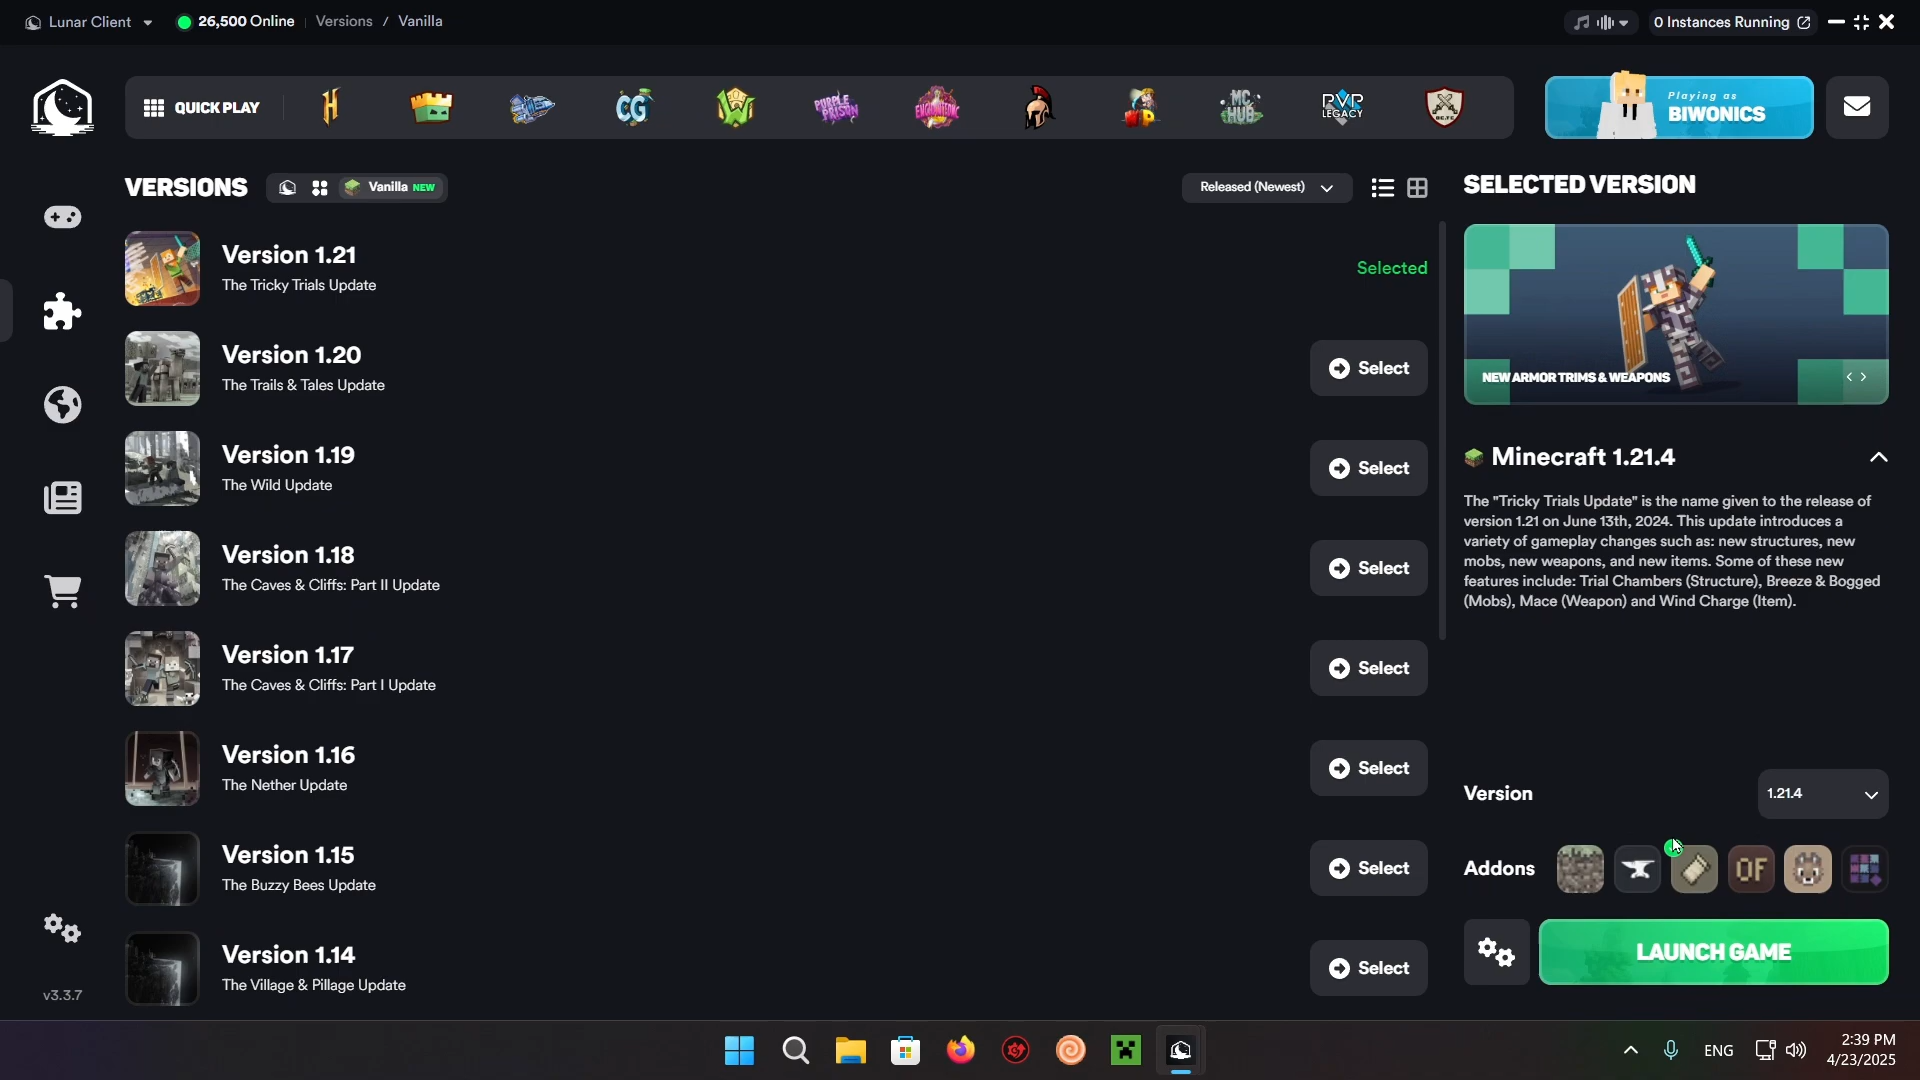 Lunar Client
26,500 Online
Versions / Vanilla
0 Instances Running
QUICK PLAY
H
CG
W
PURPLE PRISON
MC HUB
PVP LEGACY
Playing as
BIWONICS
VERSIONS
Vanilla NEW
Released (Newest)
SELECTED VERSION
Version 1.21
The Tricky Trials Update
Selected
Version 1.20
The Trails & Tales Update
Select
Version 1.19
The Wild Update
Select
Version 1.18
The Caves & Cliffs: Part II Update
Select
Version 1.17
The Caves & Cliffs: Part I Update
Select
Version 1.16
The Nether Update
Select
Version 1.15
The Buzzy Bees Update
Select
Version 1.14
The Village & Pillage Update
Select
NEW ARMOR TRIMS & WEAPONS
Minecraft 1.21.4
The "Tricky Trials Update" is the name given to the release of
version 1.21 on June 13th, 2024. This update introduces a
variety of gameplay changes such as: new structures, new
mobs, new weapons, and new items. Some of these new
features include: Trial Chambers (Structure), Breeze & Bogged
(Mobs), Mace (Weapon) and Wind Charge (Item).
Version
1.21.4
Addons
OF
LAUNCH GAME
v3.3.7
ENG
2:39 PM
4/23/2025